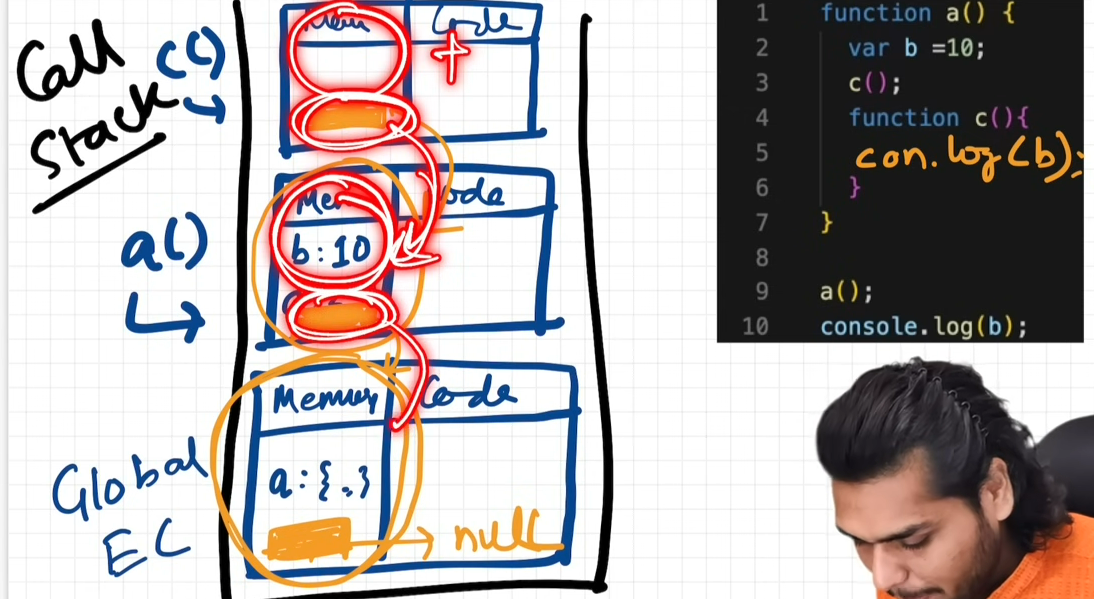 Call
Stack
c()
Mem Code
a()
Mem Code
b : 10
Global
EC
Memory Code
a : {..}
null
1 function a() {
2 var b =10;
3 c();
4 function c(){
5 con.log(b);
6 }
7 }
8
9 a();
10 console.log(b);